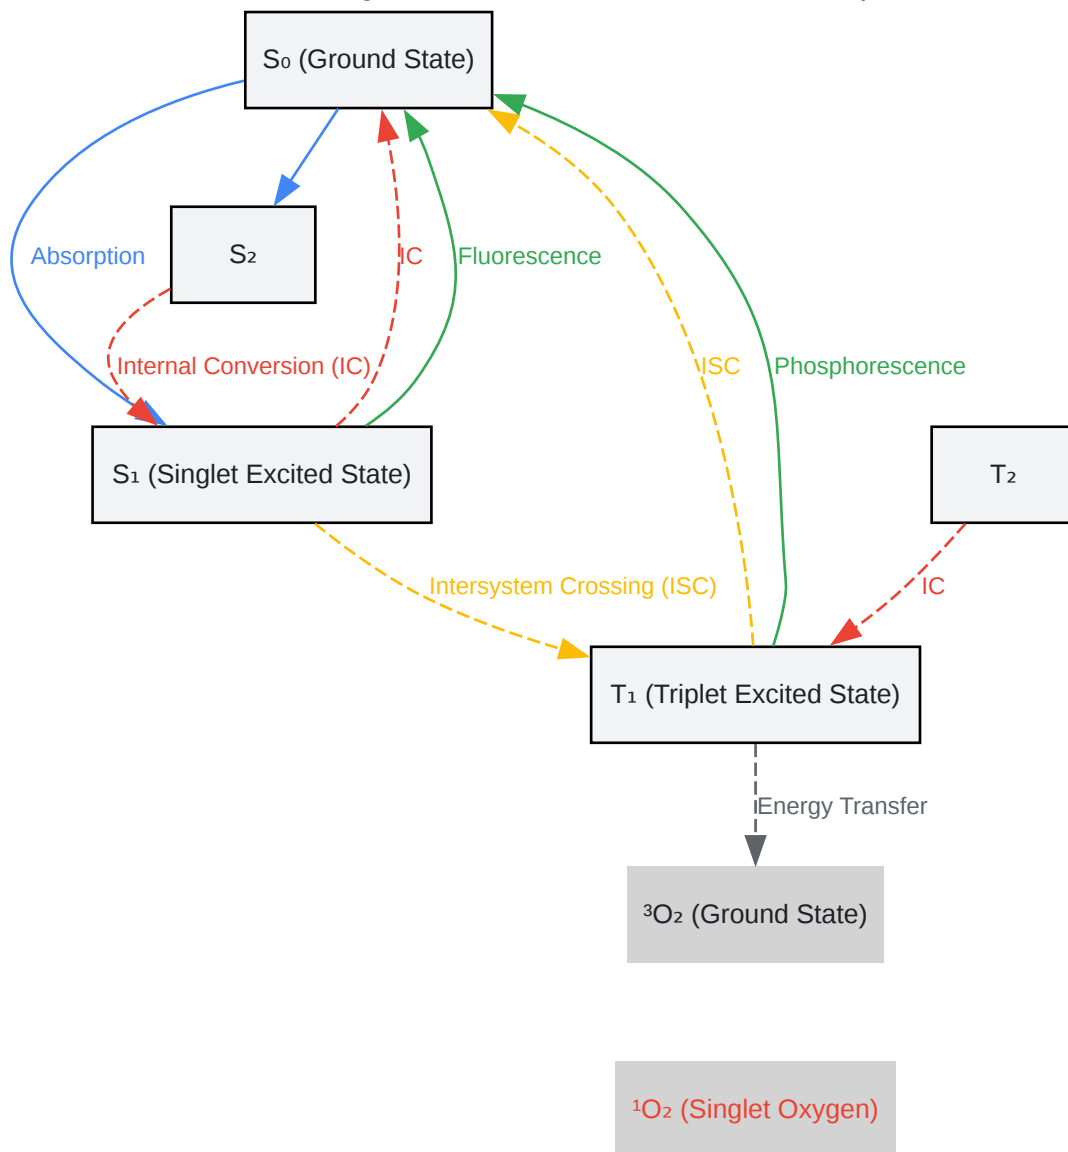 S₀ (Ground State)
S₂
Absorption
IC
Fluorescence
Internal Conversion (IC)
ISC
Phosphorescence
S₁ (Singlet Excited State)
T₂
Intersystem Crossing (ISC)
IC
T₁ (Triplet Excited State)
Energy Transfer
³O₂ (Ground State)
¹O₂ (Singlet Oxygen)